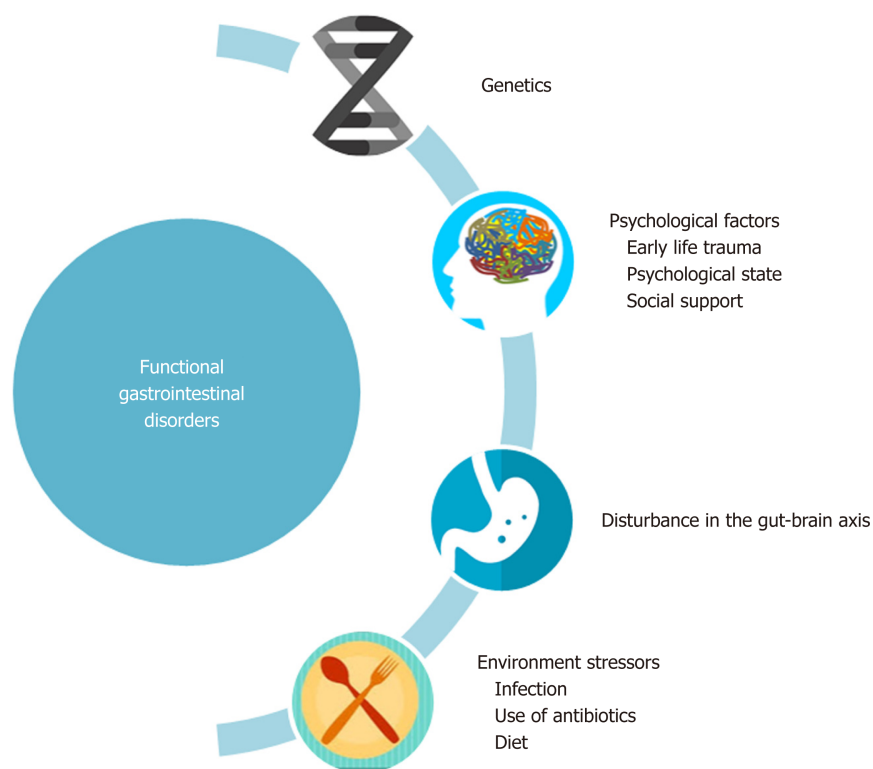 Genetics
Psychological factors
Early life trauma
Psychological state
Social support
Functional
gastrointestinal
disorders
Disturbance in the gut-brain axis
Environment stressors
Infection
Use of antibiotics
Diet